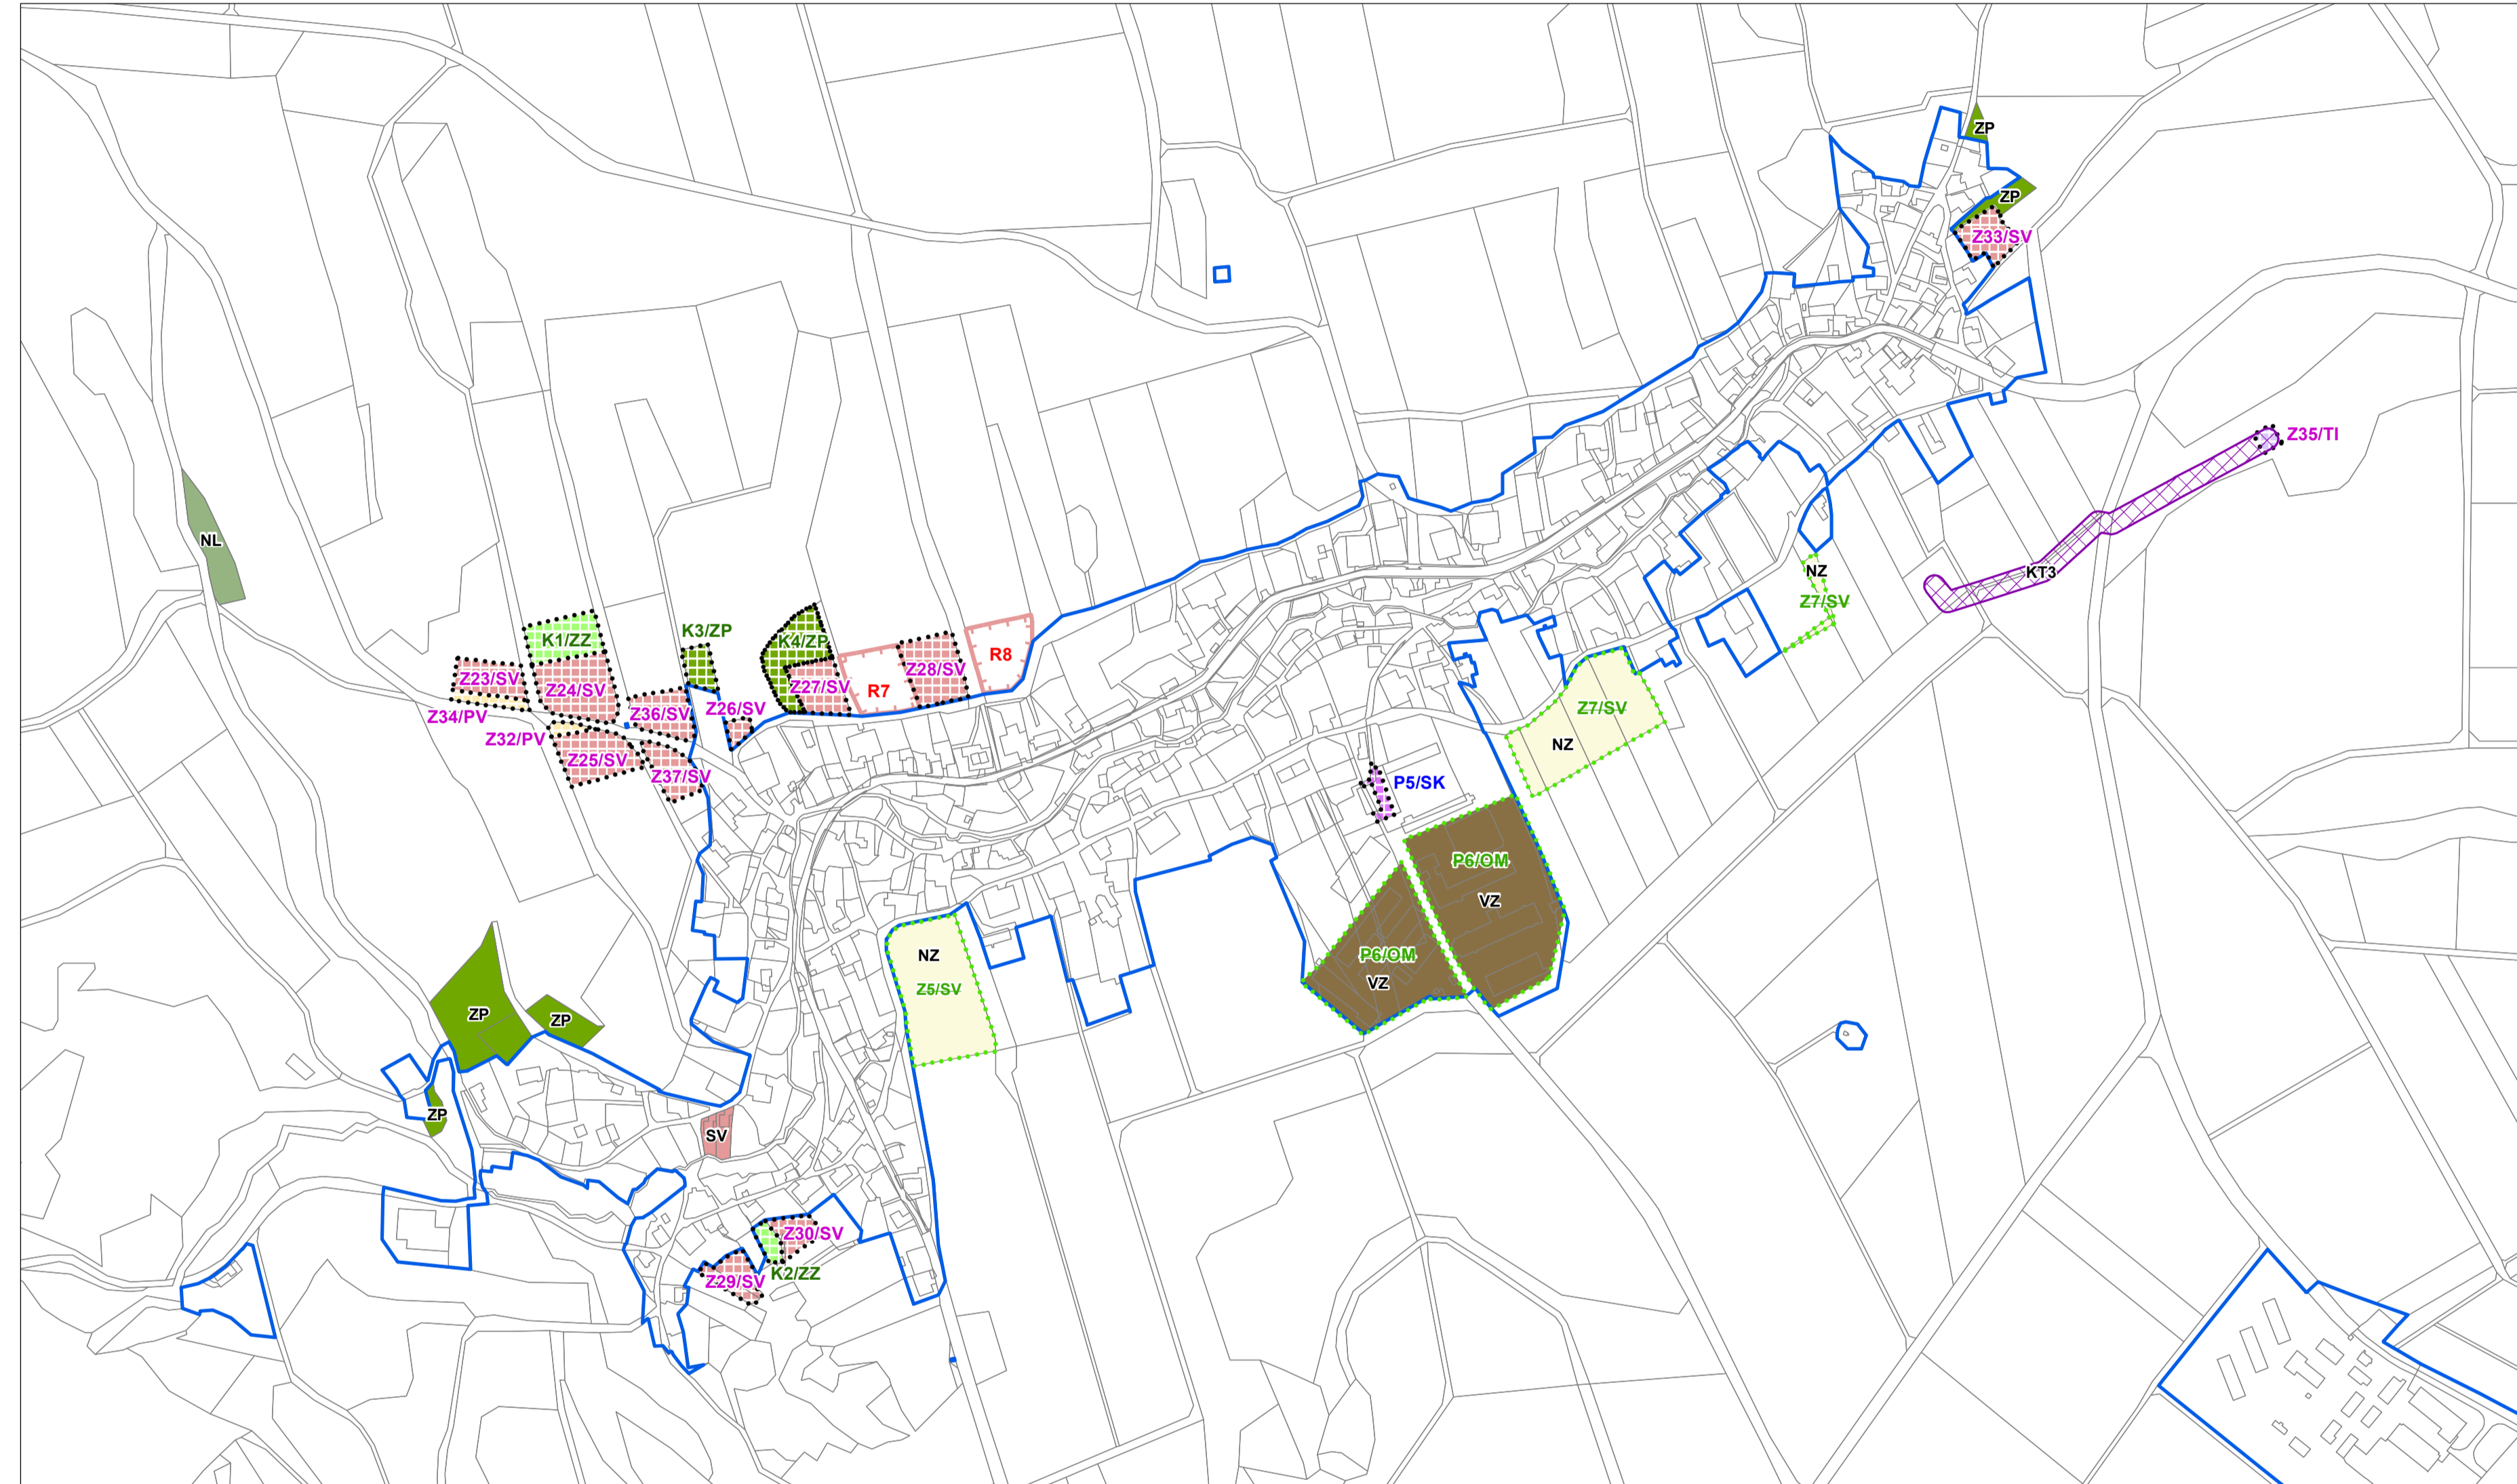 ZP
ZP
Z33/SV
Z35/TI
NL
NZ
KT3
Z7/SV
K1/ZZ
K3/ZP
K4/ZP
R8
Z28/SV
Z23/SV
Z24/SV
Z27/SV
R7
Z34/PV
Z36/SV
Z26/SV
Z7/SV
Z32/PV
NZ
Z25/SV
Z37/SV
P5/SK
P6/OM
VZ
NZ
P6/OM
Z5/SV
VZ
ZP
ZP
ZP
SV
Z30/SV
K2/ZZ
Z29/SV